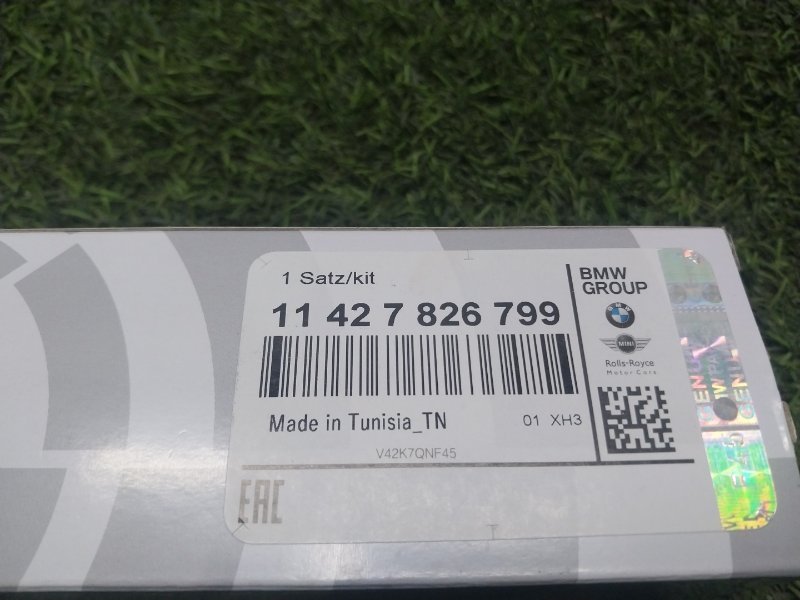 1 Satz/kit
11 42 7 826 799
Made in Tunisia_TN
01 XH3
V42K7QNF45
EAC
BMW
GROUP
BMW
MINI
Rolls-Royce
Motor Cars